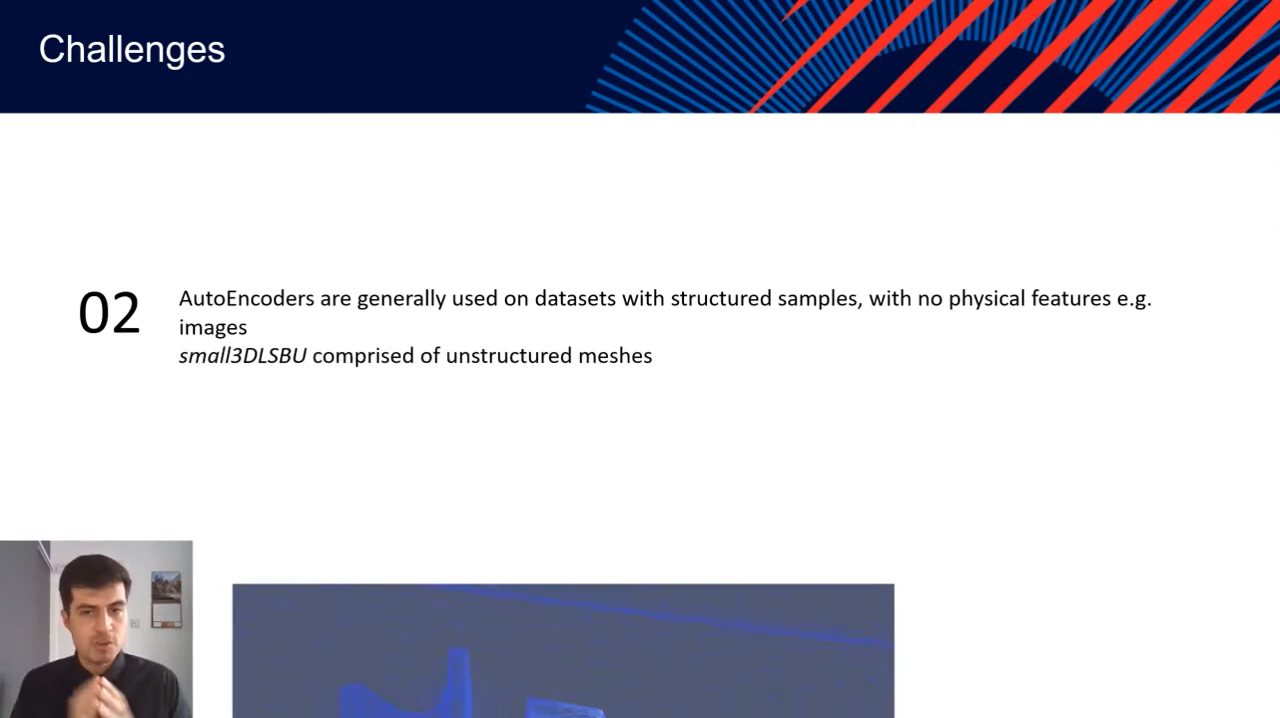 Challenges
02
AutoEncoders are generally used on datasets with structured samples, with no physical features e.g.
images
small3DLSBU comprised of unstructured meshes